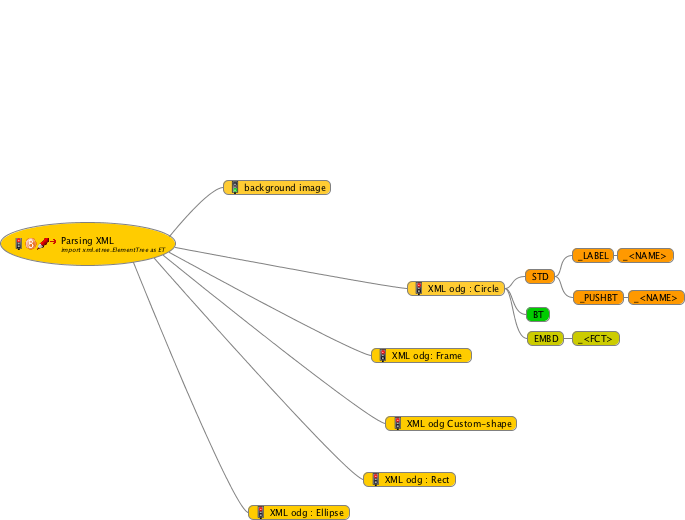 background image
Parsing XML
import xml.etree.ElementTree as ET
_LABEL
_<NAME>
STD
XML odg : Circle
_PUSHBT
_<NAME>
BT
EMBD
_<FCT>
XML odg: Frame
XML odg Custom-shape
XML odg : Rect
XML odg : Ellipse